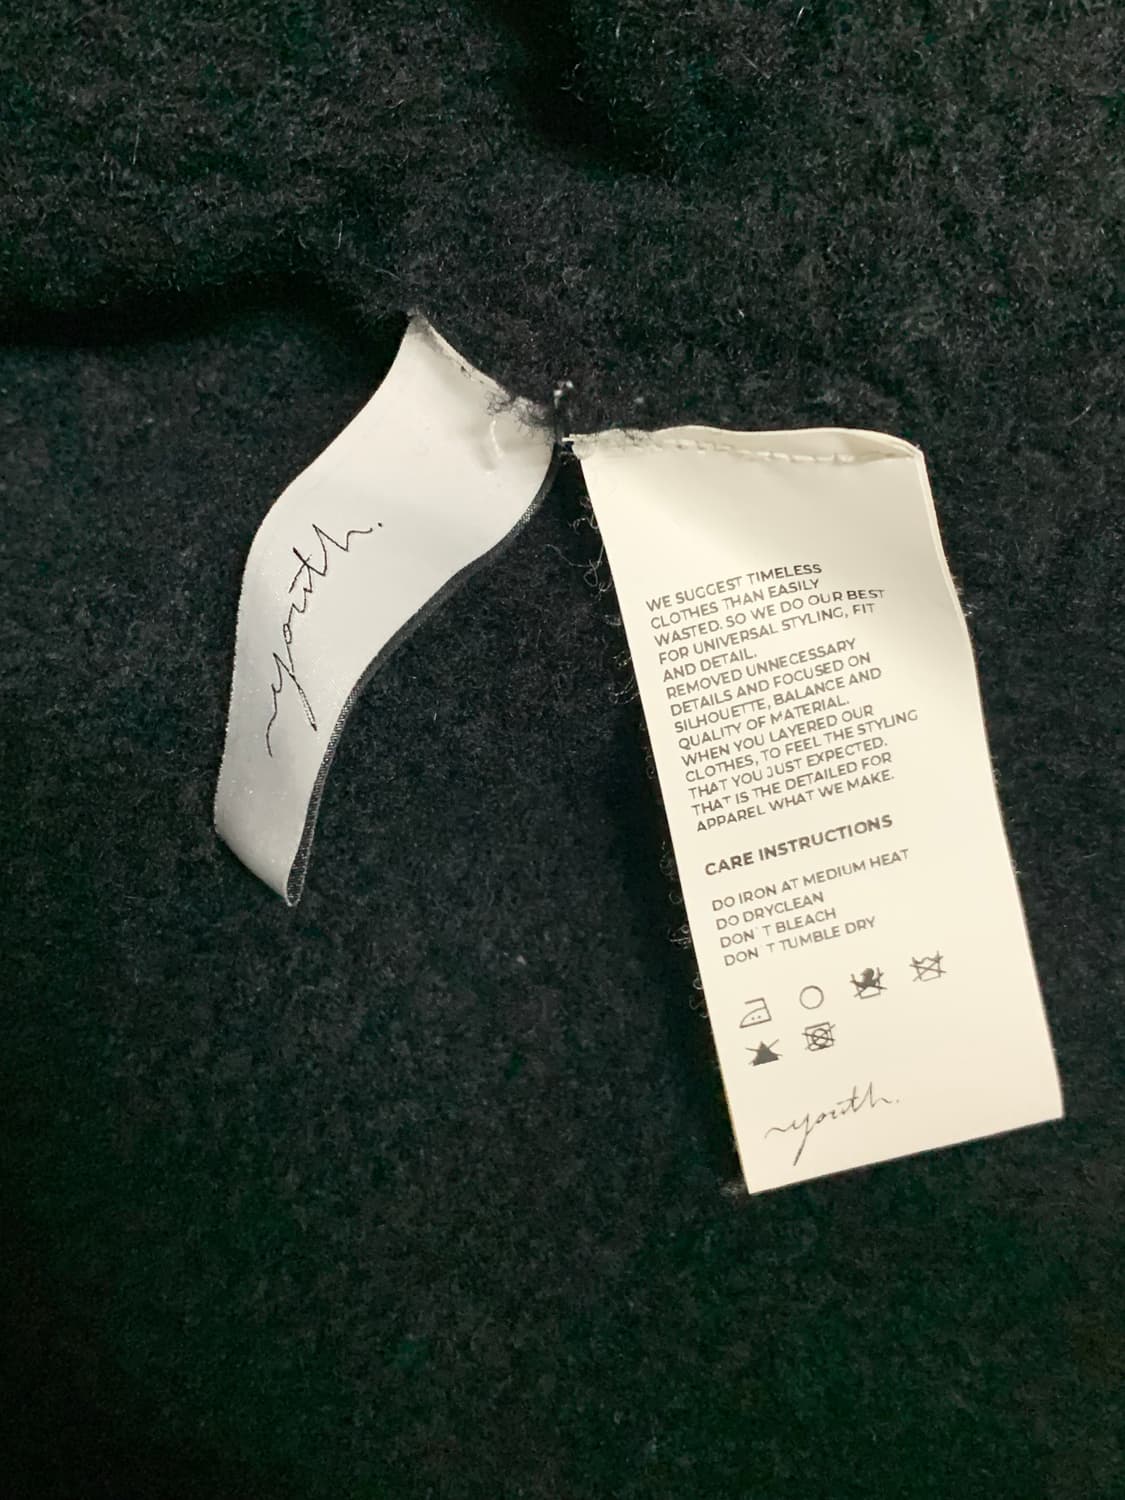 youth.
WE SUGGEST TIMELESS
CLOTHES THAN EASILY
WASTED. SO WE DO OUR BEST
FOR UNIVERSAL STYLING, FIT
AND DETAIL.
REMOVED UNNECESSARY
DETAILS AND FOCUSED ON
SILHOUETTE, BALANCE AND
QUALITY OF MATERIAL.
WHEN YOU LAYERED OUR
CLOTHES, TO FEEL THE STYLING
THAT YOU JUST EXPECTED.
THAT IS THE DETAILED FOR
APPAREL WHAT WE MAKE.
CARE INSTRUCTIONS
DO IRON AT MEDIUM HEAT
DO DRYCLEAN
DON´T BLEACH
DON´T TUMBLE DRY
youth.